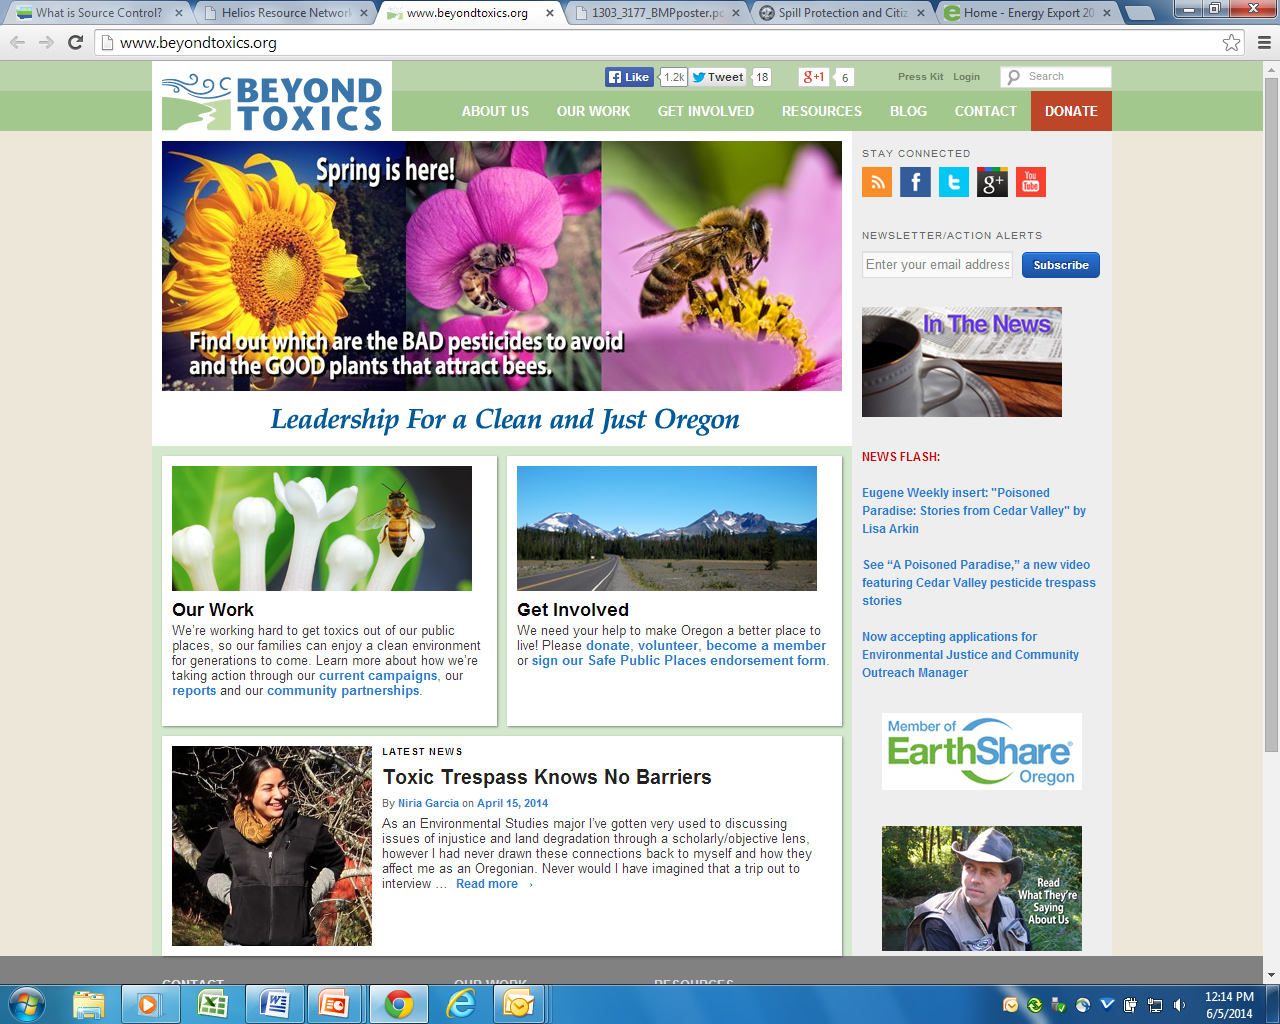 What is Source Control?
Helios Resource Network
www.beyondtoxics.org
1303_3177_BMPposter.pd
Spill Protection and Citiz
Home - Energy Export 20
www.beyondtoxics.org
BEYOND
TOXICS
Like
1.2k
Tweet
18
g+1
6
Press Kit
Login
Search
ABOUT US
OUR WORK
GET INVOLVED
RESOURCES
BLOG
CONTACT
DONATE
Spring is here!
Find out which are the BAD pesticides to avoid
and the GOOD plants that attract bees.
Leadership For a Clean and Just Oregon
Our Work
We're working hard to get toxics out of our public
places, so our families can enjoy a clean environment
for generations to come. Learn more about how we're
taking action through our current campaigns, our
reports and our community partnerships.
Get Involved
We need your help to make Oregon a better place to
live! Please donate, volunteer, become a member
or sign our Safe Public Places endorsement form.
LATEST NEWS
Toxic Trespass Knows No Barriers
By Niria Garcia on April 15, 2014
As an Environmental Studies major I've gotten very used to discussing
issues of injustice and land degradation through a scholarly/objective lens,
however I had never drawn these connections back to myself and how they
affect me as an Oregonian. Never would I have imagined that a trip out to
interview … Read more ›
STAY CONNECTED
g+
You
Tube
NEWSLETTER/ACTION ALERTS
Enter your email address
Subscribe
In The News
NEWS FLASH:
Eugene Weekly insert: "Poisoned
Paradise: Stories from Cedar Valley" by
Lisa Arkin
See “A Poisoned Paradise,” a new video
featuring Cedar Valley pesticide trespass
stories
Now accepting applications for
Environmental Justice and Community
Outreach Manager
Member of
EarthShare®
Oregon
Read
What They're
Saying
About Us
CONTACT
OUR WORK
RESOURCES
12:14 PM
6/5/2014